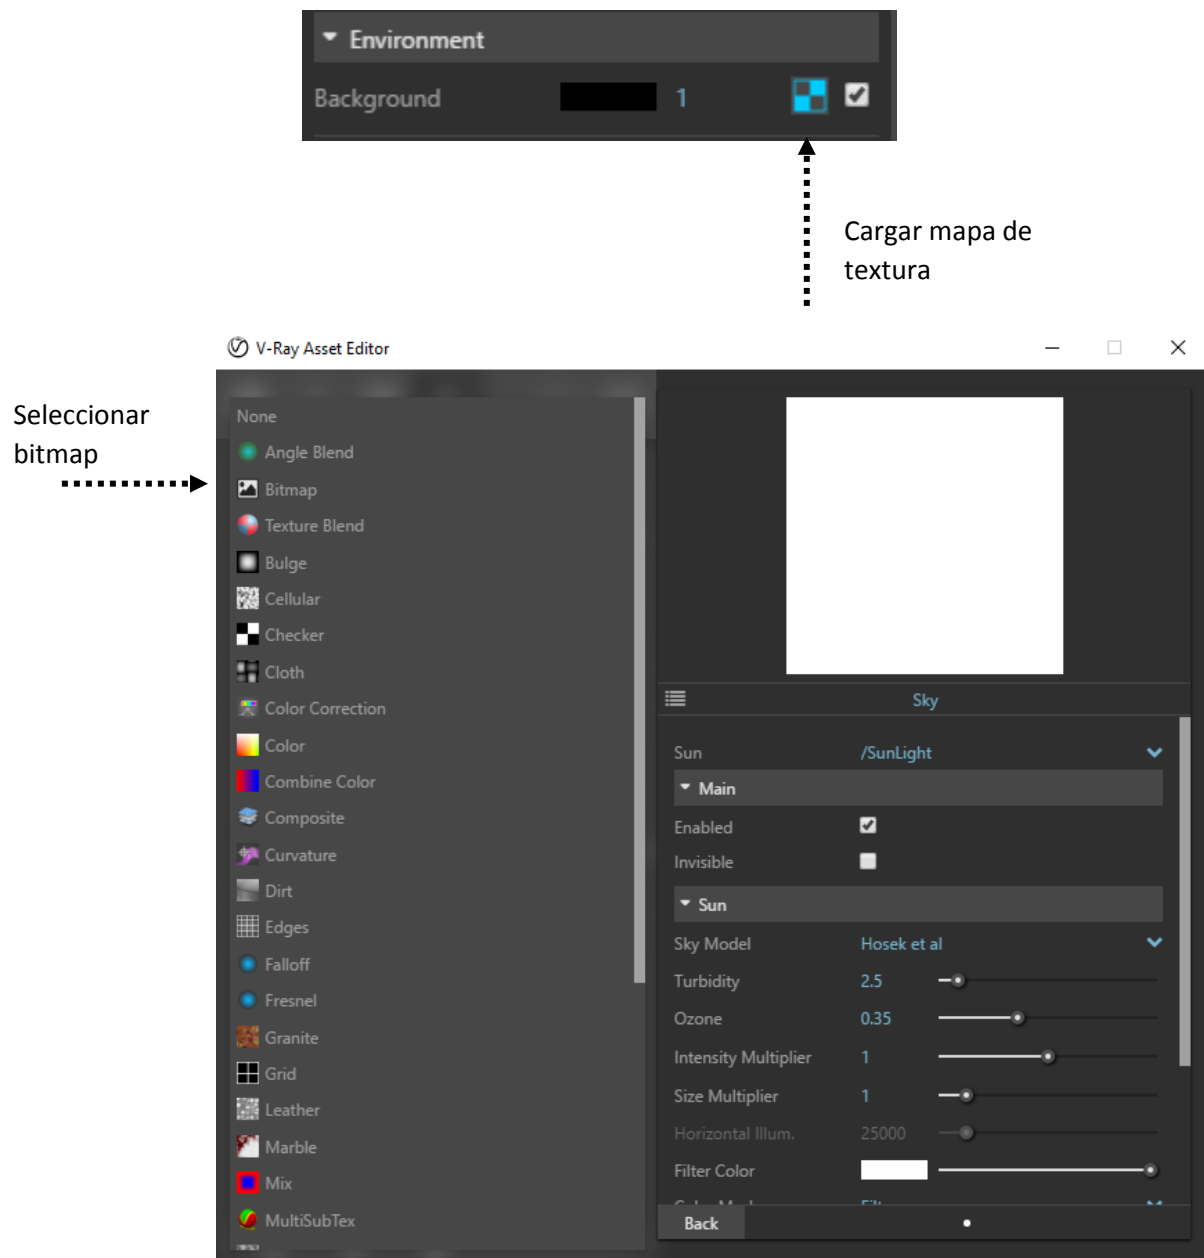 Environment
Background 1
Cargar mapa de
textura
V-Ray Asset Editor
Seleccionar
bitmap
None
Angle Blend
Bitmap
Texture Blend
Bulge
Cellular
Checker
Cloth
Color Correction
Color
Combine Color
Composite
Curvature
Dirt
Edges
Falloff
Fresnel
Granite
Grid
Leather
Marble
Mix
MultiSubTex
Sky
Sun /SunLight
Main
Enabled
Invisible
Sun
Sky Model Hosek et al
Turbidity 2.5
Ozone 0.35
Intensity Multiplier 1
Size Multiplier 1
Horizontal Illum. 25000
Filter Color
Back